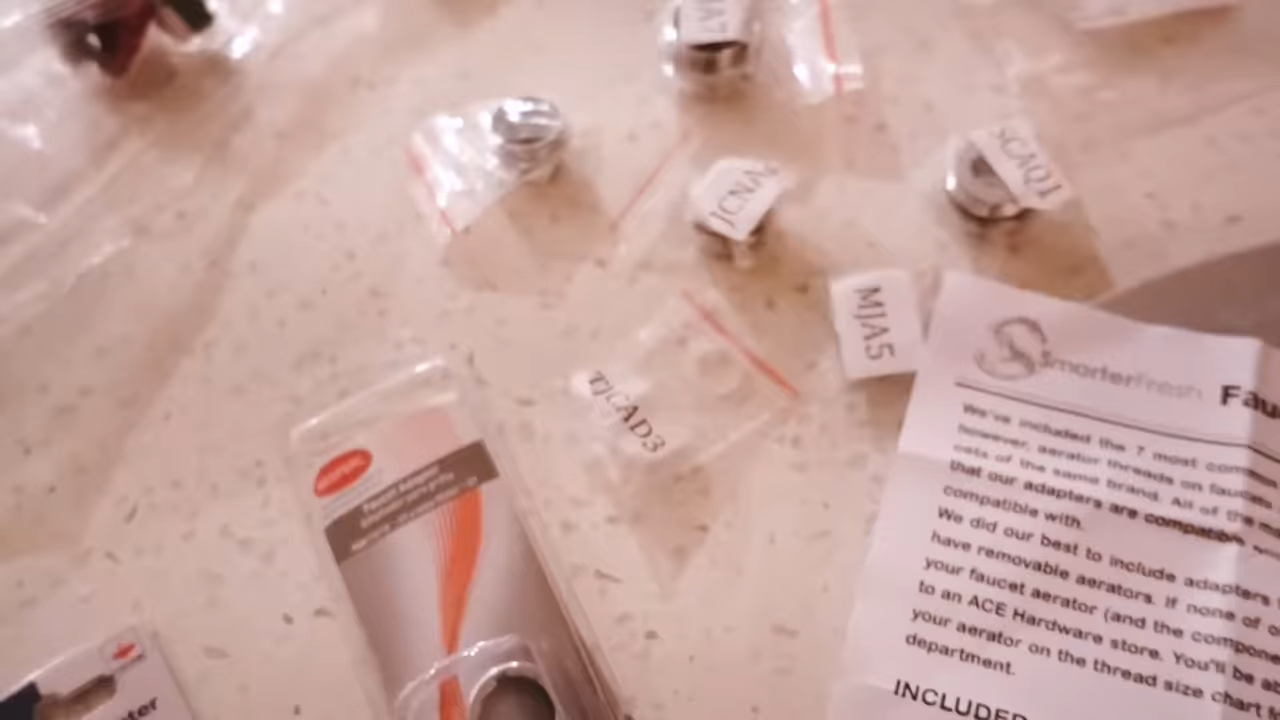 SCAQ1
JCNA
MJA5
TJCAD3
SmarterFresh Fau
We've included the 7 most com
however, aerator threads on faucets
of the same brand. All of the
that our adapters are compatible
compatible with.
We did our best to include adapters
have removable aerators. If none of o
your faucet aerator (and the compone
to an ACE Hardware store. You'll be ab
your aerator on the thread size chart
department.
INCLUDED
ter